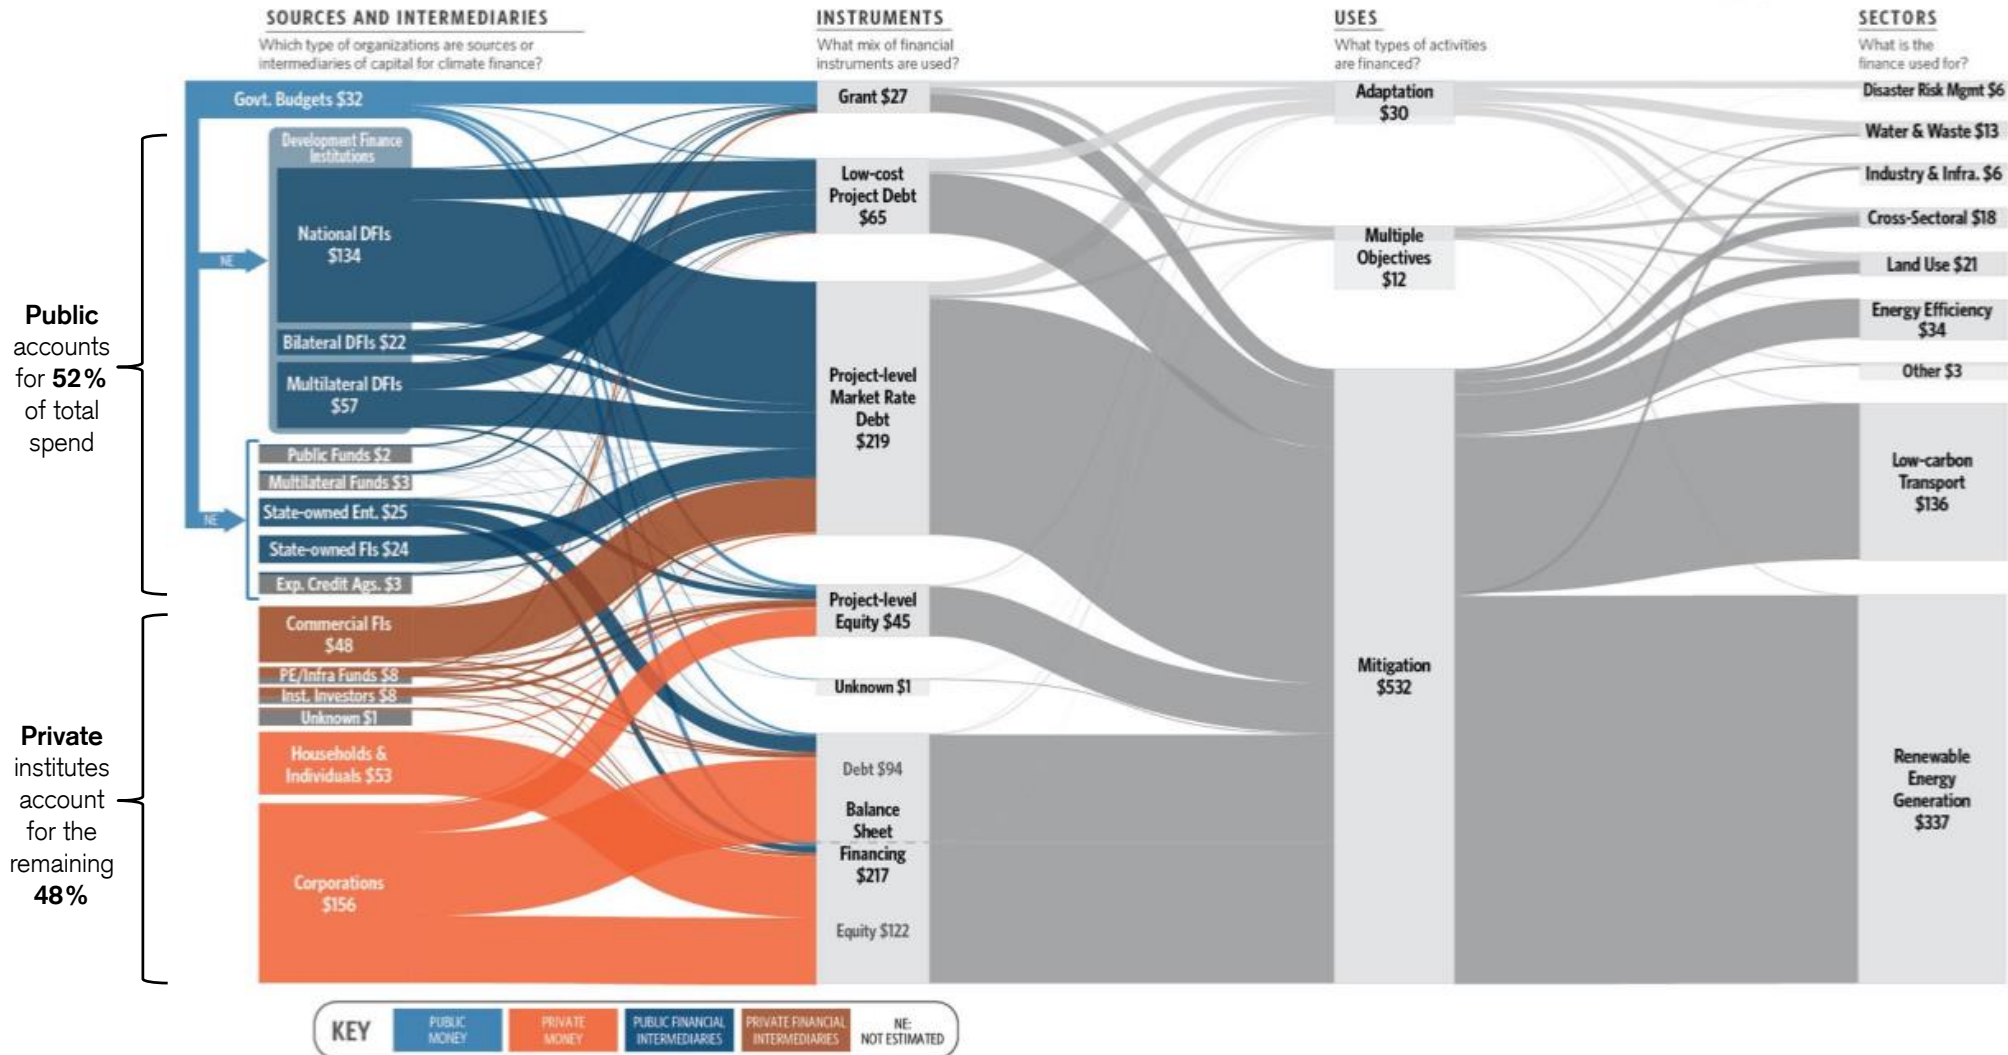 SOURCES AND INTERMEDIARIES
Which type of organizations are sources or
intermediaries of capital for climate finance?
INSTRUMENTS
What mix of financial
instruments are used?
USES
What types of activities
are financed?
SECTORS
What is the
finance used for?
Public
accounts
for 52%
of total
spend
Private
institutes
account
for the
remaining
48%
Govt. Budgets $32
Development Finance
Institutions
National DFIs
$134
NE
Bilateral DFIs $22
Multilateral DFIs
$57
Public Funds $2
Multilateral Funds $3
State-owned Ent. $25
NE
State-owned FIs $24
Exp. Credit Ags. $3
Commercial FIs
$48
PE/Infra Funds $8
Inst. Investors $8
Unknown $1
Households &
Individuals $53
Corporations
$156
Grant $27
Low-cost
Project Debt
$65
Project-level
Market Rate
Debt
$219
Project-level
Equity $45
Unknown $1
Debt $94
Balance
Sheet
Financing
$217
Equity $122
Adaptation
$30
Multiple
Objectives
$12
Mitigation
$532
Disaster Risk Mgmt $6
Water & Waste $13
Industry & Infra. $6
Cross-Sectoral $18
Land Use $21
Energy Efficiency
$34
Other $3
Low-carbon
Transport
$136
Renewable
Energy
Generation
$337
KEY
PUBLIC
MONEY
PRIVATE
MONEY
PUBLIC FINANCIAL
INTERMEDIARIES
PRIVATE FINANCIAL
INTERMEDIARIES
NE:
NOT ESTIMATED